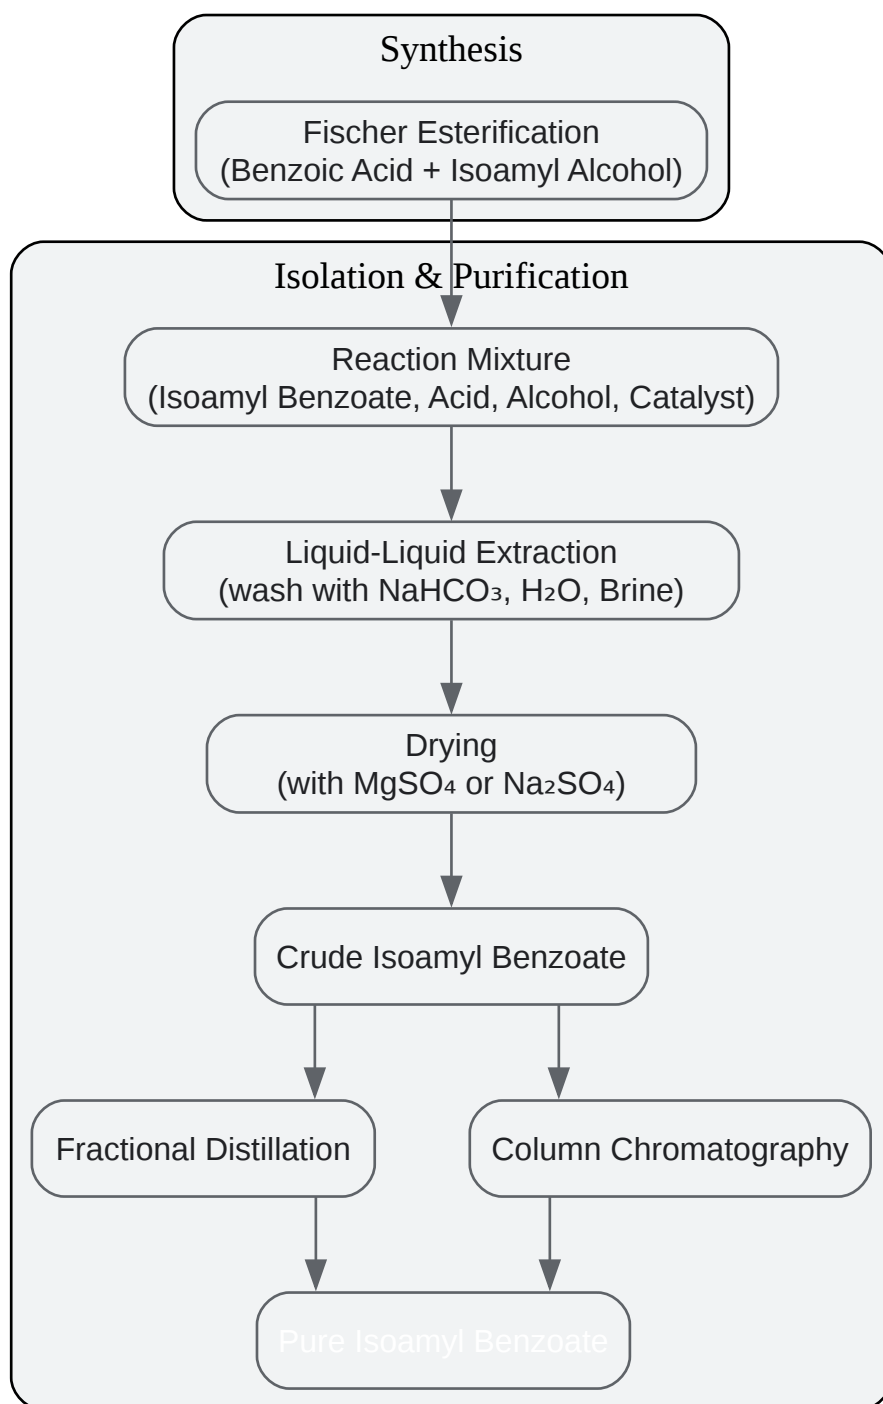 Synthesis
Fischer Esterification
(Benzoic Acid + Isoamyl Alcohol)
Isolation & Purification
Reaction Mixture
(Isoamyl Benzoate, Acid, Alcohol, Catalyst)
Liquid-Liquid Extraction
(wash with NaHCO₃, H₂O, Brine)
Drying
(with MgSO₄ or Na₂SO₄)
Crude Isoamyl Benzoate
Fractional Distillation
Column Chromatography
Pure Isoamyl Benzoate